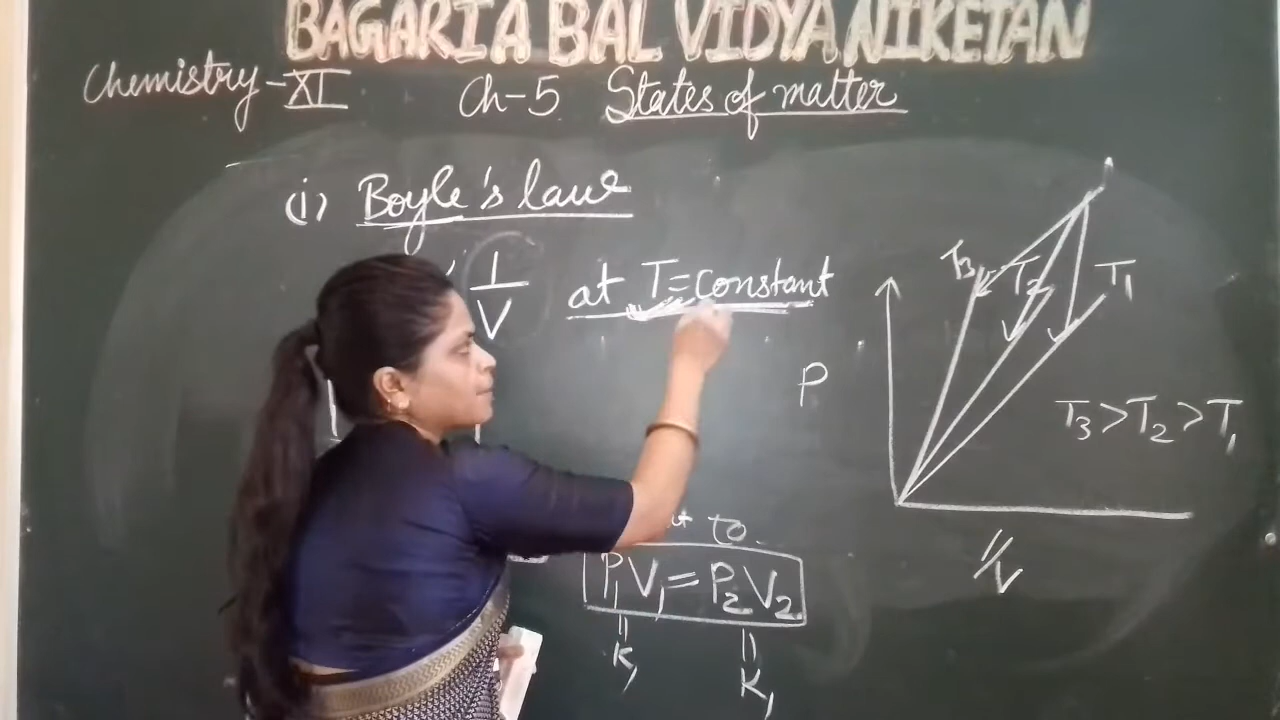 BAGARIA BAL VIDYA NIKETAN
Chemistry-XI Ch-5 States of matter
(i) Boyle's law
1/V at T=constant
P
T3 T2 T1
T3>T2>T1
1/V
to
P1V1=P2V2
k1 k1